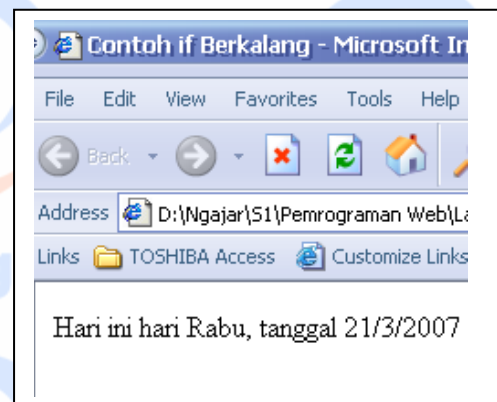 Contoh if Berkalang - Microsoft In
File Edit View Favorites Tools Help
Back
Address D:\Ngajar\S1\Pemrograman Web\La
Links TOSHIBA Access Customize Links
Hari ini hari Rabu, tanggal 21/3/2007